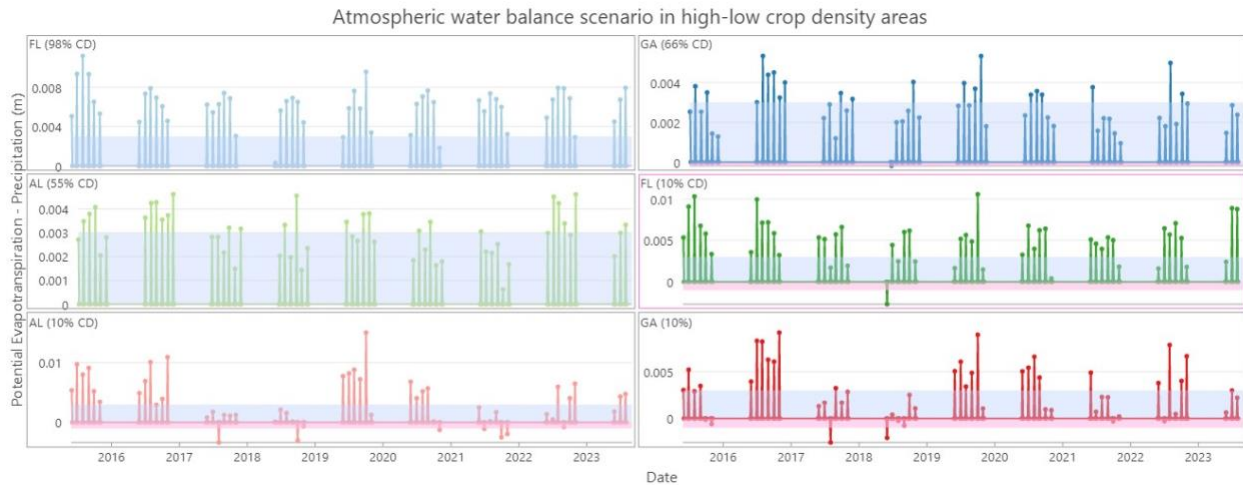 Atmospheric water balance scenario in high-low crop density areas
Potential Evapotranspiration - Precipitation (m)
FL (98% CD)
0.008
0.004
0
GA (66% CD)
0.004
0.002
0
AL (55% CD)
0.004
0.003
0.002
0.001
0
FL (10% CD)
0.01
0.005
0
AL (10% CD)
0.01
0
GA (10%)
0.005
0
2016 2017 2018 2019 2020 2021 2022 2023
2016 2017 2018 2019 2020 2021 2022 2023
Date